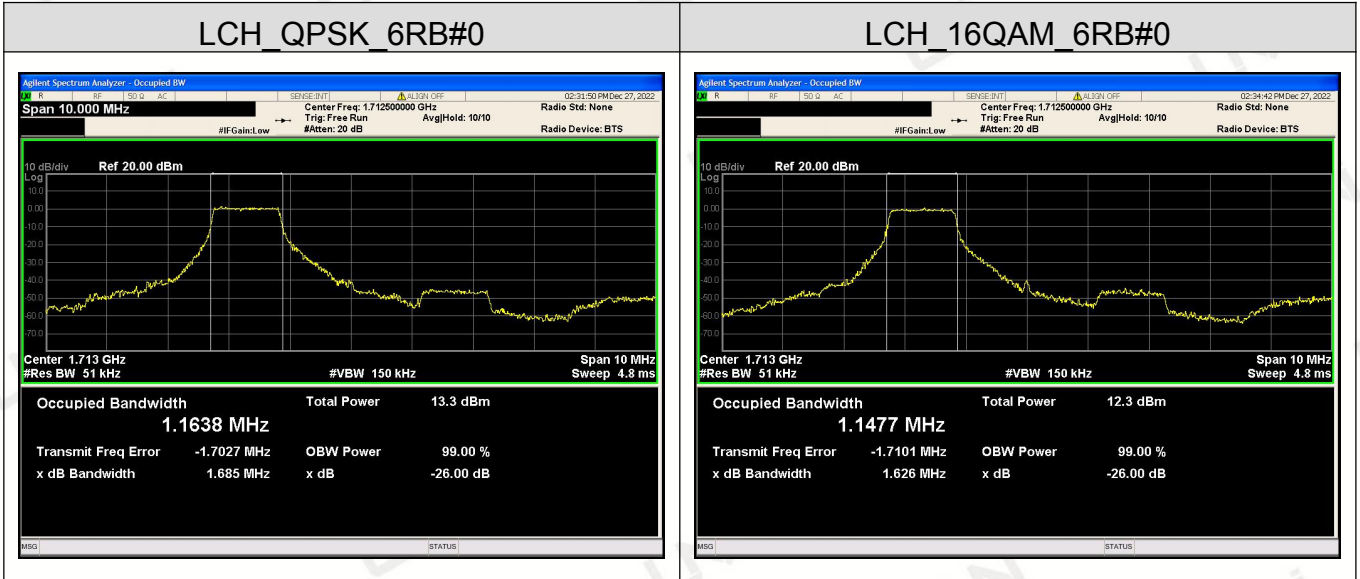 LCH_QPSK_6RB#0
Agilent Spectrum Analyzer - Occupied BW
R RF 50 Ω AC SENSE:INT ALIGN OFF 02:31:50 PM Dec 27, 2022
Span 10.000 MHz Center Freq: 1.712500000 GHz Radio Std: None
Trig: Free Run Avg|Hold: 10/10
#IFGain:Low #Atten: 20 dB Radio Device: BTS
10 dB/div Ref 20.00 dBm
Log
10.0
0.00
-10.0
-20.0
-30.0
-40.0
-50.0
-60.0
-70.0
Center 1.713 GHz Span 10 MHz
#Res BW 51 kHz #VBW 150 kHz Sweep 4.8 ms
Occupied Bandwidth Total Power 13.3 dBm
1.1638 MHz
Transmit Freq Error -1.7027 MHz OBW Power 99.00 %
x dB Bandwidth 1.685 MHz x dB -26.00 dB
MSG STATUS
LCH_16QAM_6RB#0
Agilent Spectrum Analyzer - Occupied BW
R RF 50 Ω AC SENSE:INT ALIGN OFF 02:34:42 PM Dec 27, 2022
Center Freq: 1.712500000 GHz Radio Std: None
Trig: Free Run Avg|Hold: 10/10
#IFGain:Low #Atten: 20 dB Radio Device: BTS
10 dB/div Ref 20.00 dBm
Log
10.0
0.00
-10.0
-20.0
-30.0
-40.0
-50.0
-60.0
-70.0
Center 1.713 GHz Span 10 MHz
#Res BW 51 kHz #VBW 150 kHz Sweep 4.8 ms
Occupied Bandwidth Total Power 12.3 dBm
1.1477 MHz
Transmit Freq Error -1.7101 MHz OBW Power 99.00 %
x dB Bandwidth 1.626 MHz x dB -26.00 dB
MSG STATUS